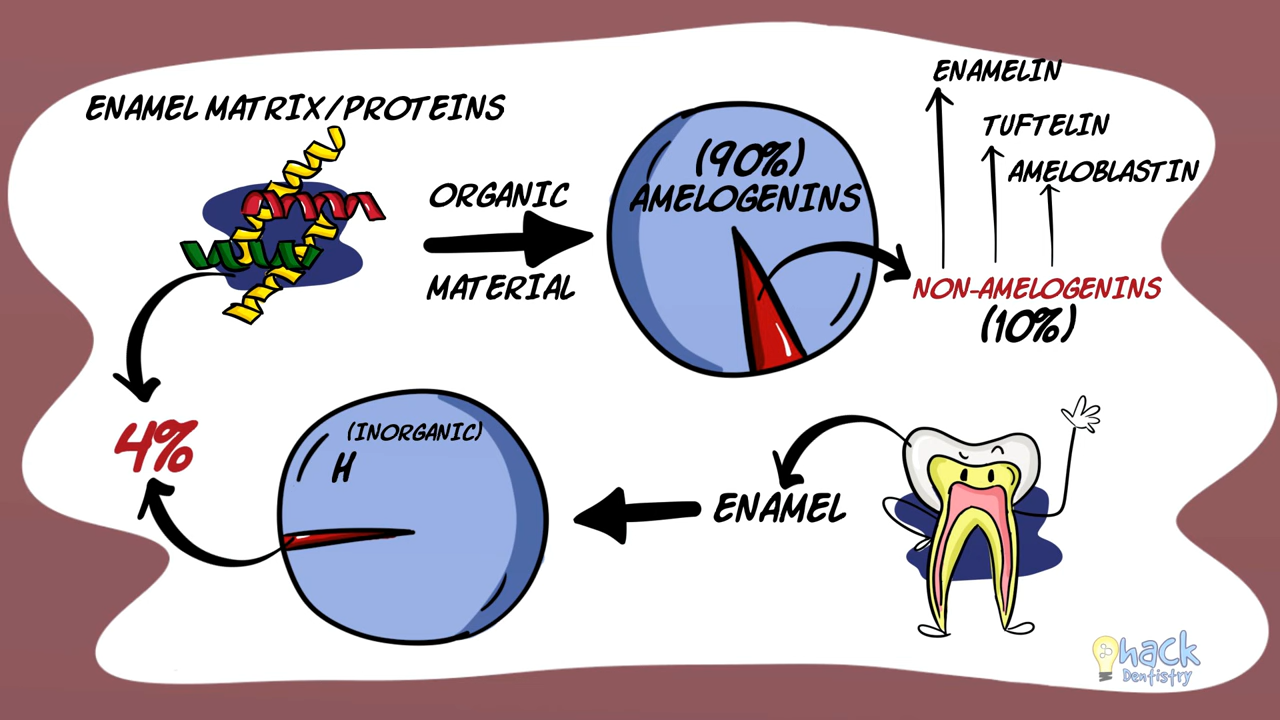 ENAMEL MATRIX/PROTEINS
ORGANIC
MATERIAL
(90%)
AMELOGENINS
ENAMELIN
TUFTELIN
AMELOBLASTIN
NON-AMELOGENINS
(10%)
4%
(INORGANIC)
H
ENAMEL
hack
Dentistry